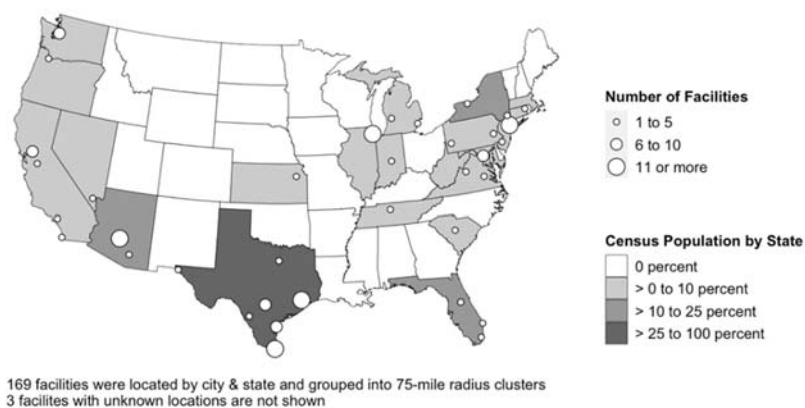 Number of Facilities
1 to 5
6 to 10
11 or more
Census Population by State
0 percent
> 0 to 10 percent
> 10 to 25 percent
> 25 to 100 percent
169 facilities were located by city & state and grouped into 75-mile radius clusters
3 facilites with unknown locations are not shown